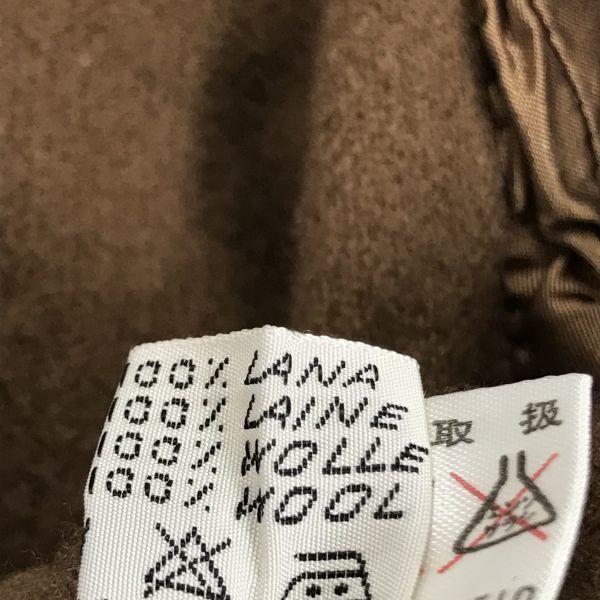 100% LANA
100% LAINE
100% WOLLE
100% WOOL
取 扱